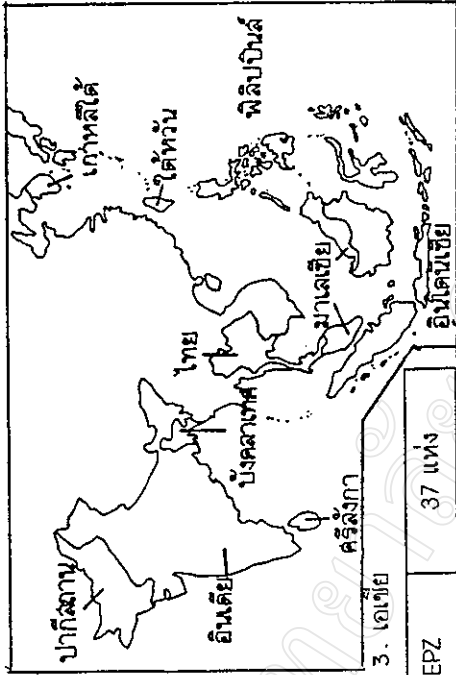 ปากีสถาน
อินเดีย
บังคลาเทศ
ศรีลังกา
ไทย
มาเลเซีย
อินโดนีเซีย
เกาหลีใต้
ไต้หวัน
ฟิลิปปินส์
3. เอเชีย
EPZ
37 แห่ง